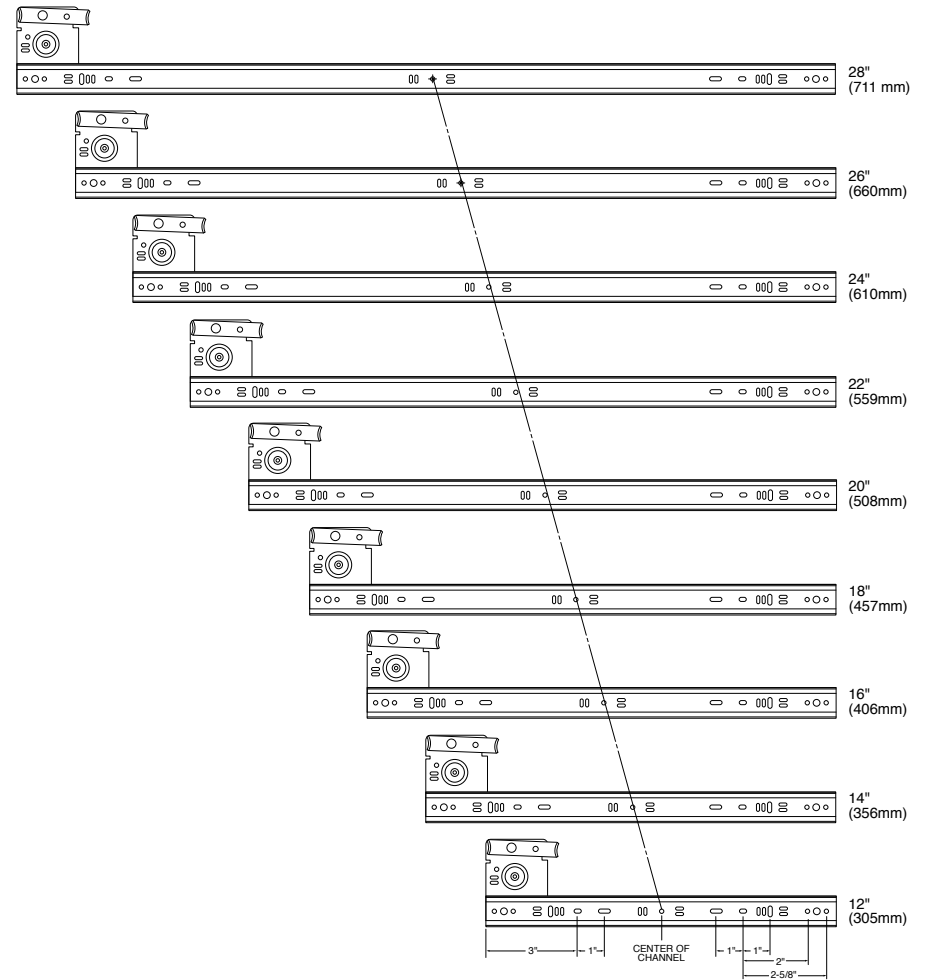 28"
(711 mm)
26"
(660mm)
24"
(610mm)
22"
(559mm)
20"
(508mm)
18"
(457mm)
16"
(406mm)
14"
(356mm)
12"
(305mm)
3"
1"
CENTER OF
CHANNEL
1"
1"
2"
2-5/8"